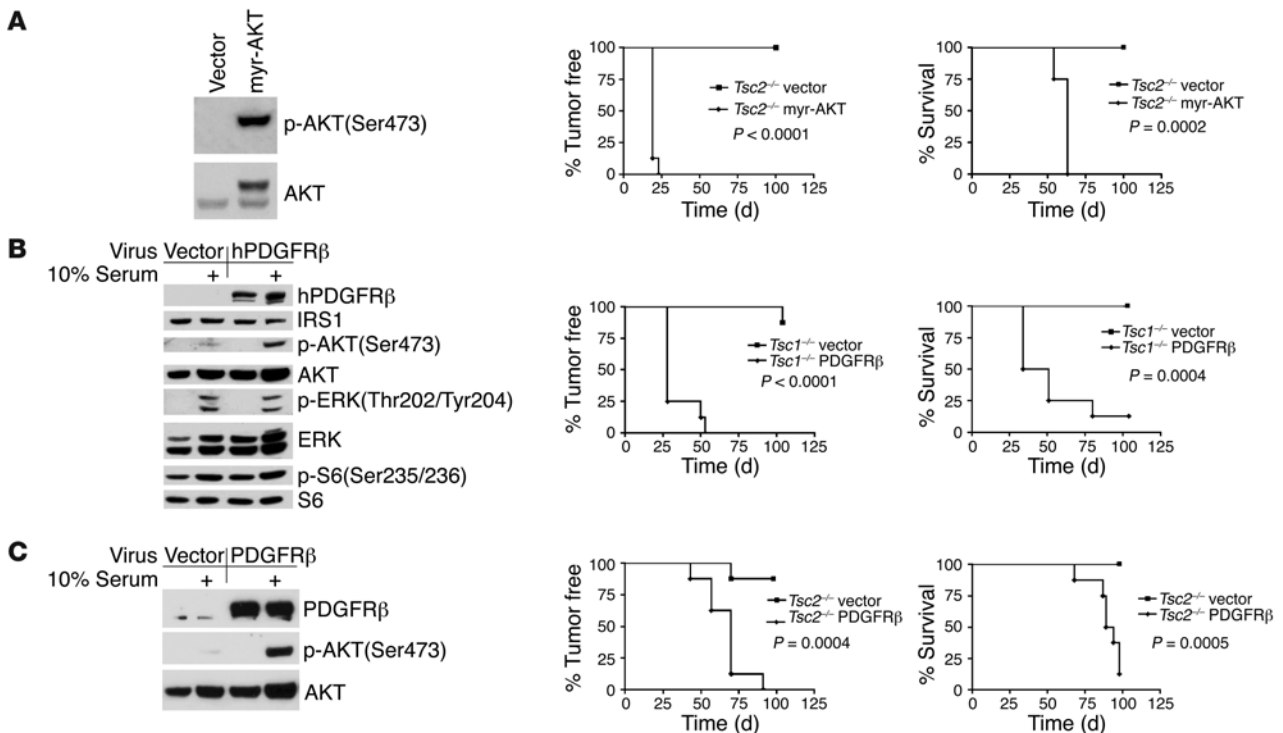 A
Vector
myr-AKT
p-AKT(Ser473)
AKT
% Tumor free
100
75
50
25
0
Tsc2⁻/⁻ vector
Tsc2⁻/⁻ myr-AKT
P < 0.0001
0 25 50 75 100 125
Time (d)
% Survival
100
75
50
25
0
Tsc2⁻/⁻ vector
Tsc2⁻/⁻ myr-AKT
P = 0.0002
0 25 50 75 100 125
Time (d)
B
Virus Vector hPDGFRβ
10% Serum + +
hPDGFRβ
IRS1
p-AKT(Ser473)
AKT
p-ERK(Thr202/Tyr204)
ERK
p-S6(Ser235/236)
S6
% Tumor free
100
75
50
25
0
Tsc1⁻/⁻ vector
Tsc1⁻/⁻ PDGFRβ
P < 0.0001
0 25 50 75 100 125
Time (d)
% Survival
100
75
50
25
0
Tsc1⁻/⁻ vector
Tsc1⁻/⁻ PDGFRβ
P = 0.0004
0 25 50 75 100 125
Time (d)
C
Virus Vector PDGFRβ
10% Serum + +
PDGFRβ
p-AKT(Ser473)
AKT
% Tumor free
100
75
50
25
0
Tsc2⁻/⁻ vector
Tsc2⁻/⁻ PDGFRβ
P = 0.0004
0 25 50 75 100 125
Time (d)
% Survival
100
75
50
25
0
Tsc2⁻/⁻ vector
Tsc2⁻/⁻ PDGFRβ
P = 0.0005
0 25 50 75 100 125
Time (d)